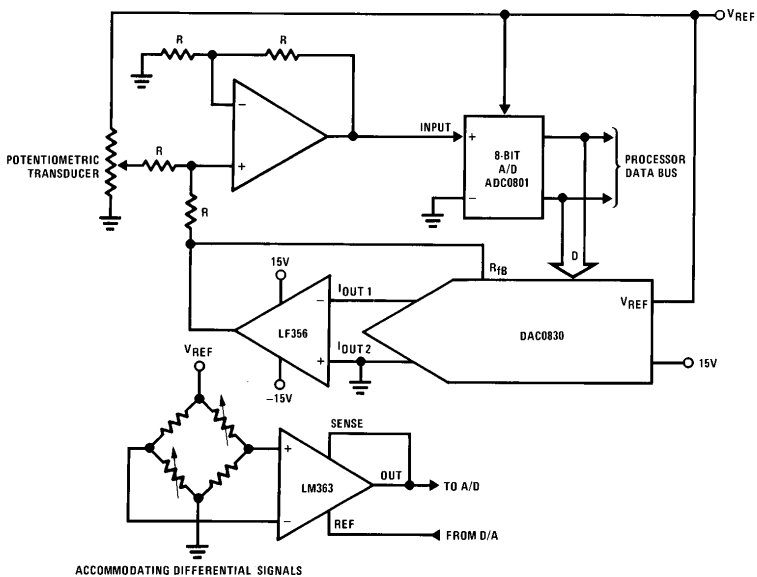 VREF
R
R
INPUT
+
−
+
−
8-BIT
A/D
ADC0801
PROCESSOR
DATA BUS
POTENTIOMETRIC
TRANSDUCER
R
R
D
RfB
15V
IOUT 1
−
LF356
VREF
DAC0830
IOUT 2
+
15V
−15V
VREF
SENSE
+
OUT
TO A/D
LM363
−
REF
FROM D/A
ACCOMMODATING DIFFERENTIAL SIGNALS